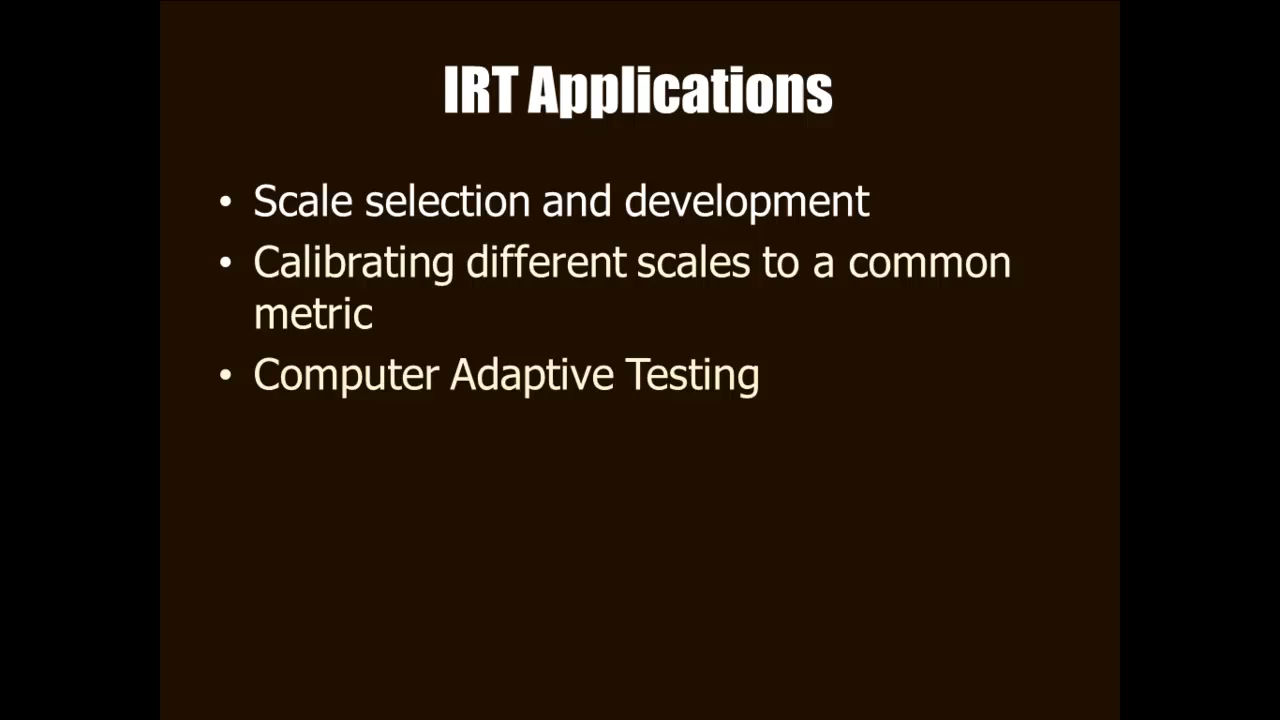 IRT Applications
• Scale selection and development
• Calibrating different scales to a common
metric
• Computer Adaptive Testing